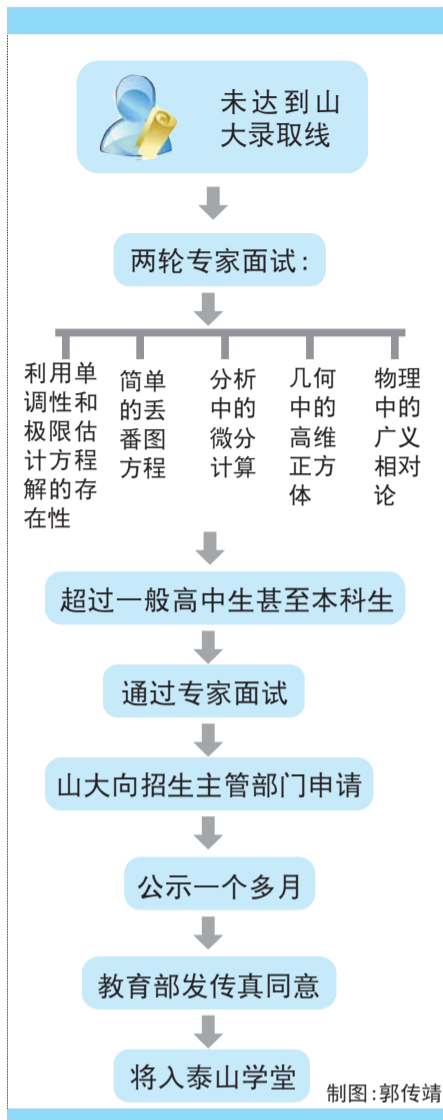 未达到山
大录取线
两轮专家面试：
利用单
调性和
极限估
计方程
解的存
在性
简单
的丢
番图
方程
分析
中的
微分
计算
几何
中的
高维
正方
体
物理
中的
广义
相对
论
超过一般高中生甚至本科生
通过专家面试
山大向招生主管部门申请
公示一个多月
教育部发传真同意
将入泰山学堂
制图：郭传靖